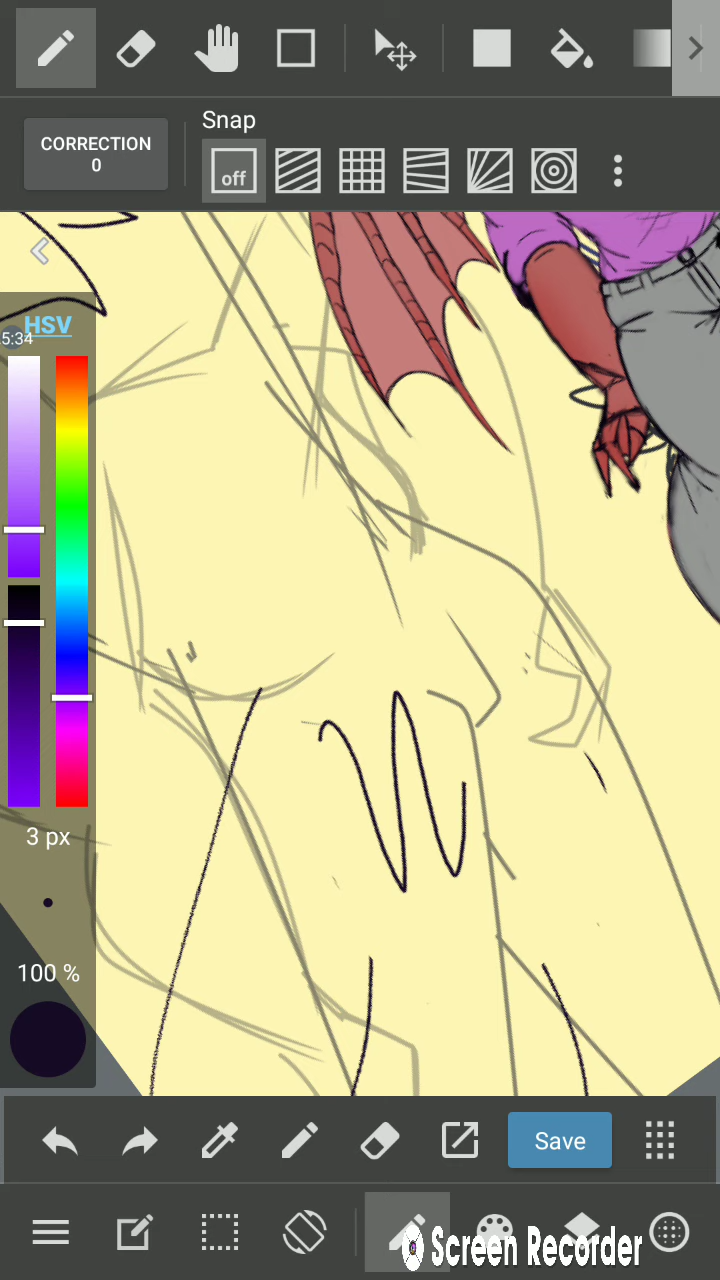 Snap
CORRECTION
0
off
HSV
5:34
3 px
100 %
Save
Screen Recorder